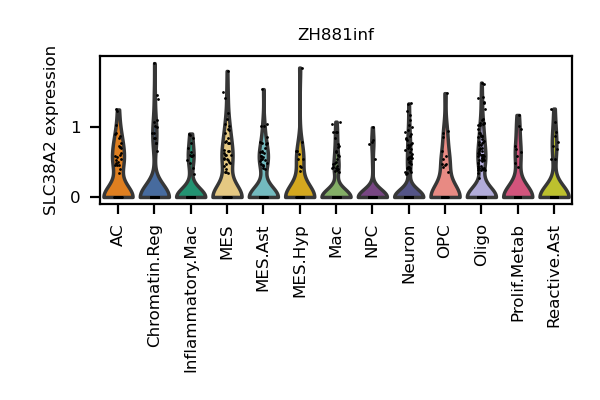 ZH881inf
SLC38A2 expression
1
0
AC
Chromatin.Reg
Inflammatory.Mac
MES
MES.Ast
MES.Hyp
Mac
NPC
Neuron
OPC
Oligo
Prolif.Metab
Reactive.Ast